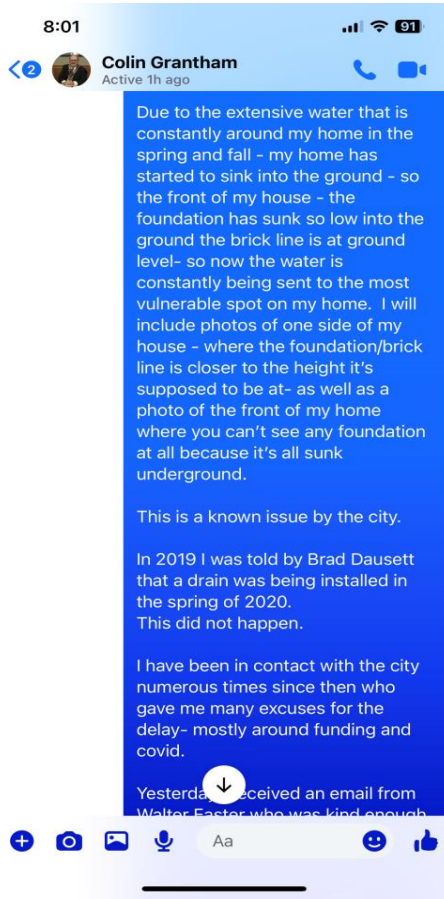 8:01
91
2
Colin Grantham
Active 1h ago
Due to the extensive water that is
constantly around my home in the
spring and fall - my home has
started to sink into the ground - so
the front of my house - the
foundation has sunk so low into the
ground the brick line is at ground
level- so now the water is
constantly being sent to the most
vulnerable spot on my home.  I will
include photos of one side of my
house - where the foundation/brick
line is closer to the height it's
supposed to be at- as well as a
photo of the front of my home
where you can't see any foundation
at all because it's all sunk
underground.
This is a known issue by the city.
In 2019 I was told by Brad Dausett
that a drain was being installed in
the spring of 2020.
This did not happen.
I have been in contact with the city
numerous times since then who
gave me many excuses for the
delay- mostly around funding and
covid.
an email from
Walter Easter who was kind enough
Aa